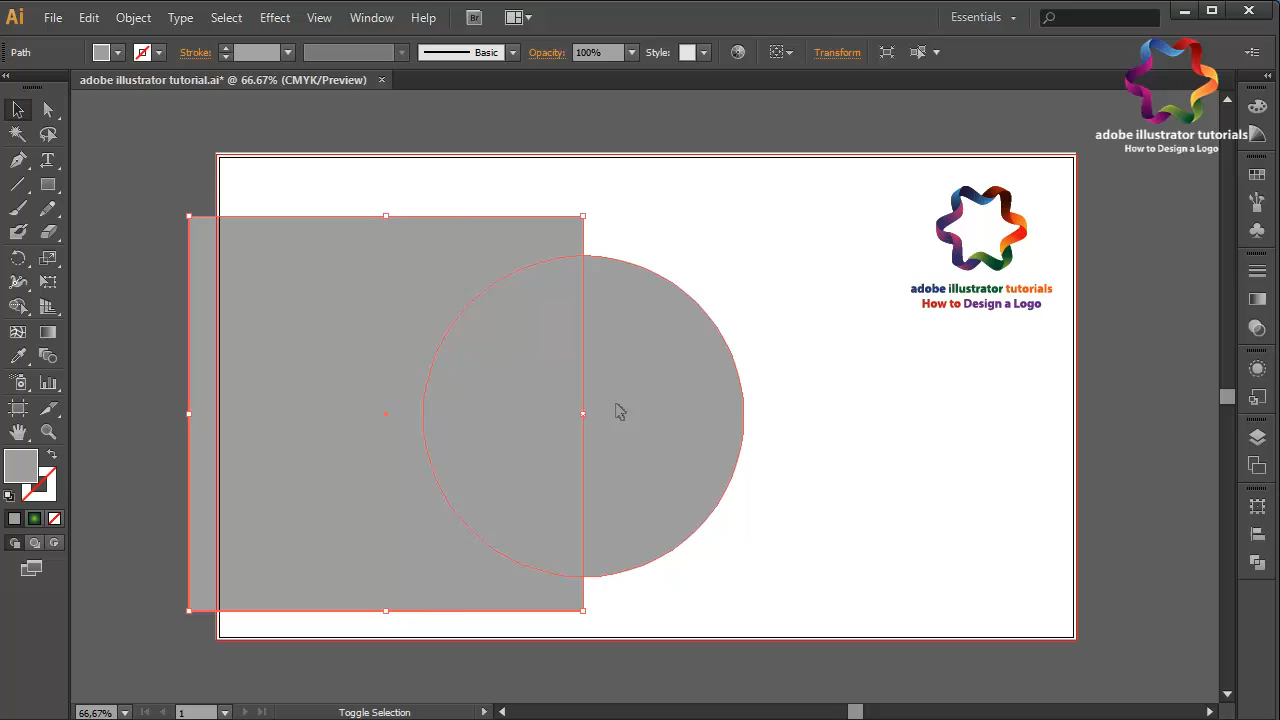 Ai File Edit Object Type Select Effect View Window Help Br Essentials
Path Stroke: Basic Opacity: 100% Style: Transform
adobe illustrator tutorial.ai* @ 66.67% (CMYK/Preview) ×
adobe illustrator tutorials
How to Design a Logo
adobe illustrator tutorials
How to Design a Logo
66,67% 1 Toggle Selection